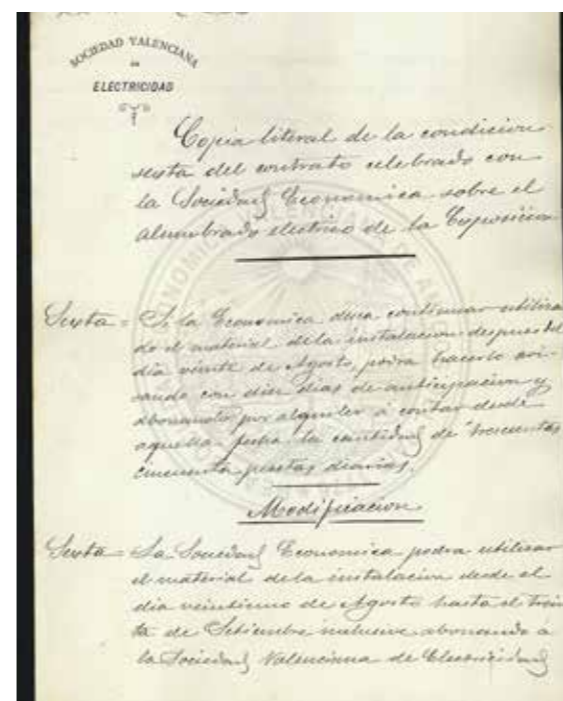 SOCIEDAD VALENCIANA
DE
ELECTRICIDAD
Copia literal de la condicion
sexta del contrato celebrado con
la Sociedad Economica sobre el
alumbrado electrico de la Exposicion
Sexta = Si la Economica desea continuar utilizan
do el material de la instalacion despues del
dia veinte de Agosto, podra hacerlo avi-
sando con diez dias de anticipacion y
abonando por alquiler á contar desde
aquella fecha la cantidad de trescientas
cincuenta pesetas diarias.
Modificacion
Sexta = La Sociedad Economica podra utilizar
el material de la instalacion desde el
dia veintiuno de Agosto hasta el trein
ta de Setiembre inclusive abonando á
la Sociedad Valenciana de Electricidad